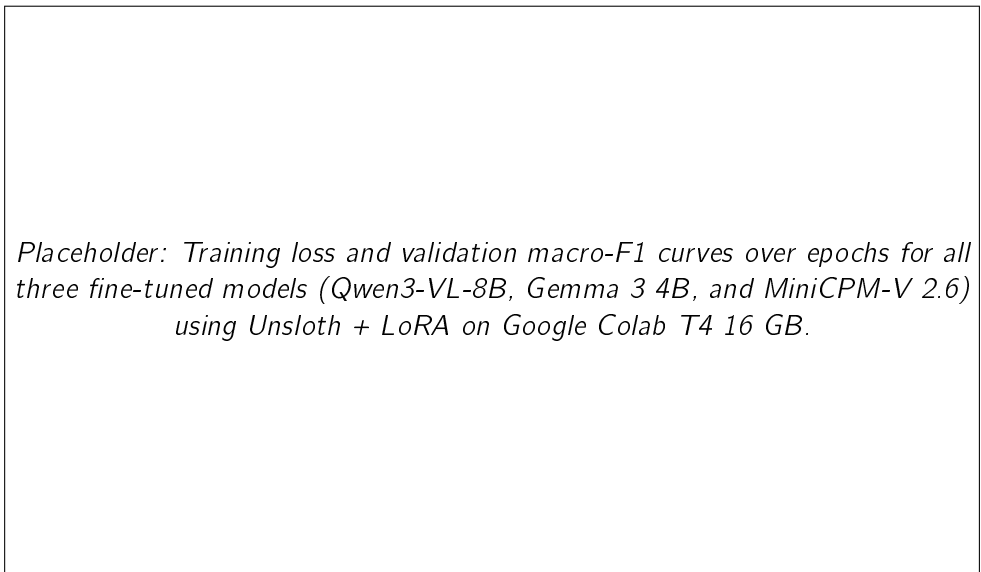 Placeholder: Training loss and validation macro-F1 curves over epochs for all
three fine-tuned models (Qwen3-VL-8B, Gemma 3 4B, and MiniCPM-V 2.6)
using Unsloth + LoRA on Google Colab T4 16 GB.